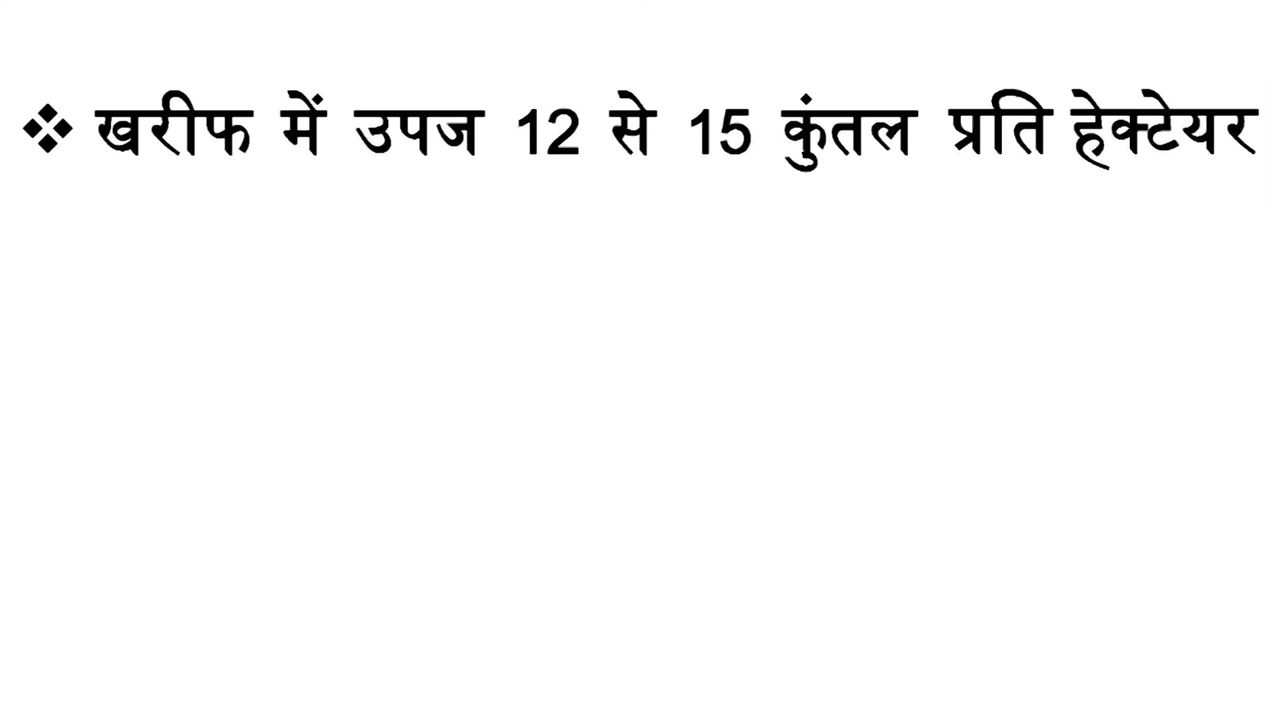 ❖ खरीफ में उपज 12 से 15 कुंतल प्रति हेक्टेयर